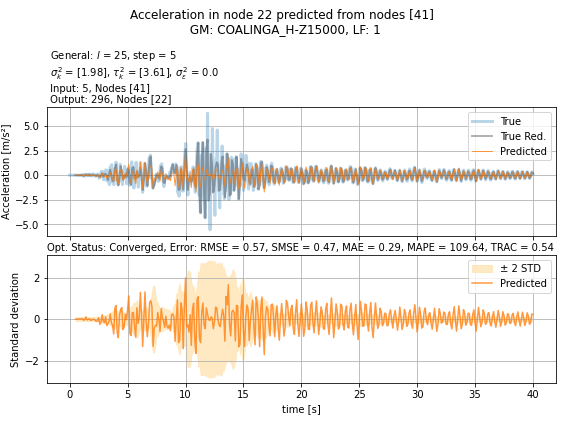 Acceleration in node 22 predicted from nodes [41]
GM: COALINGA_H-Z15000, LF: 1
General: l = 25, step = 5
σ²ₖ = [1.98], τ²ₖ = [3.61], σ²ε = 0.0
Input: 5, Nodes [41]
Output: 296, Nodes [22]
Acceleration [m/s²]
5.0
2.5
0.0
−2.5
−5.0
True
True Red.
Predicted
Opt. Status: Converged, Error: RMSE = 0.57, SMSE = 0.47, MAE = 0.29, MAPE = 109.64, TRAC = 0.54
Standard deviation
2
0
−2
± 2 STD
Predicted
0 5 10 15 20 25 30 35 40
time [s]